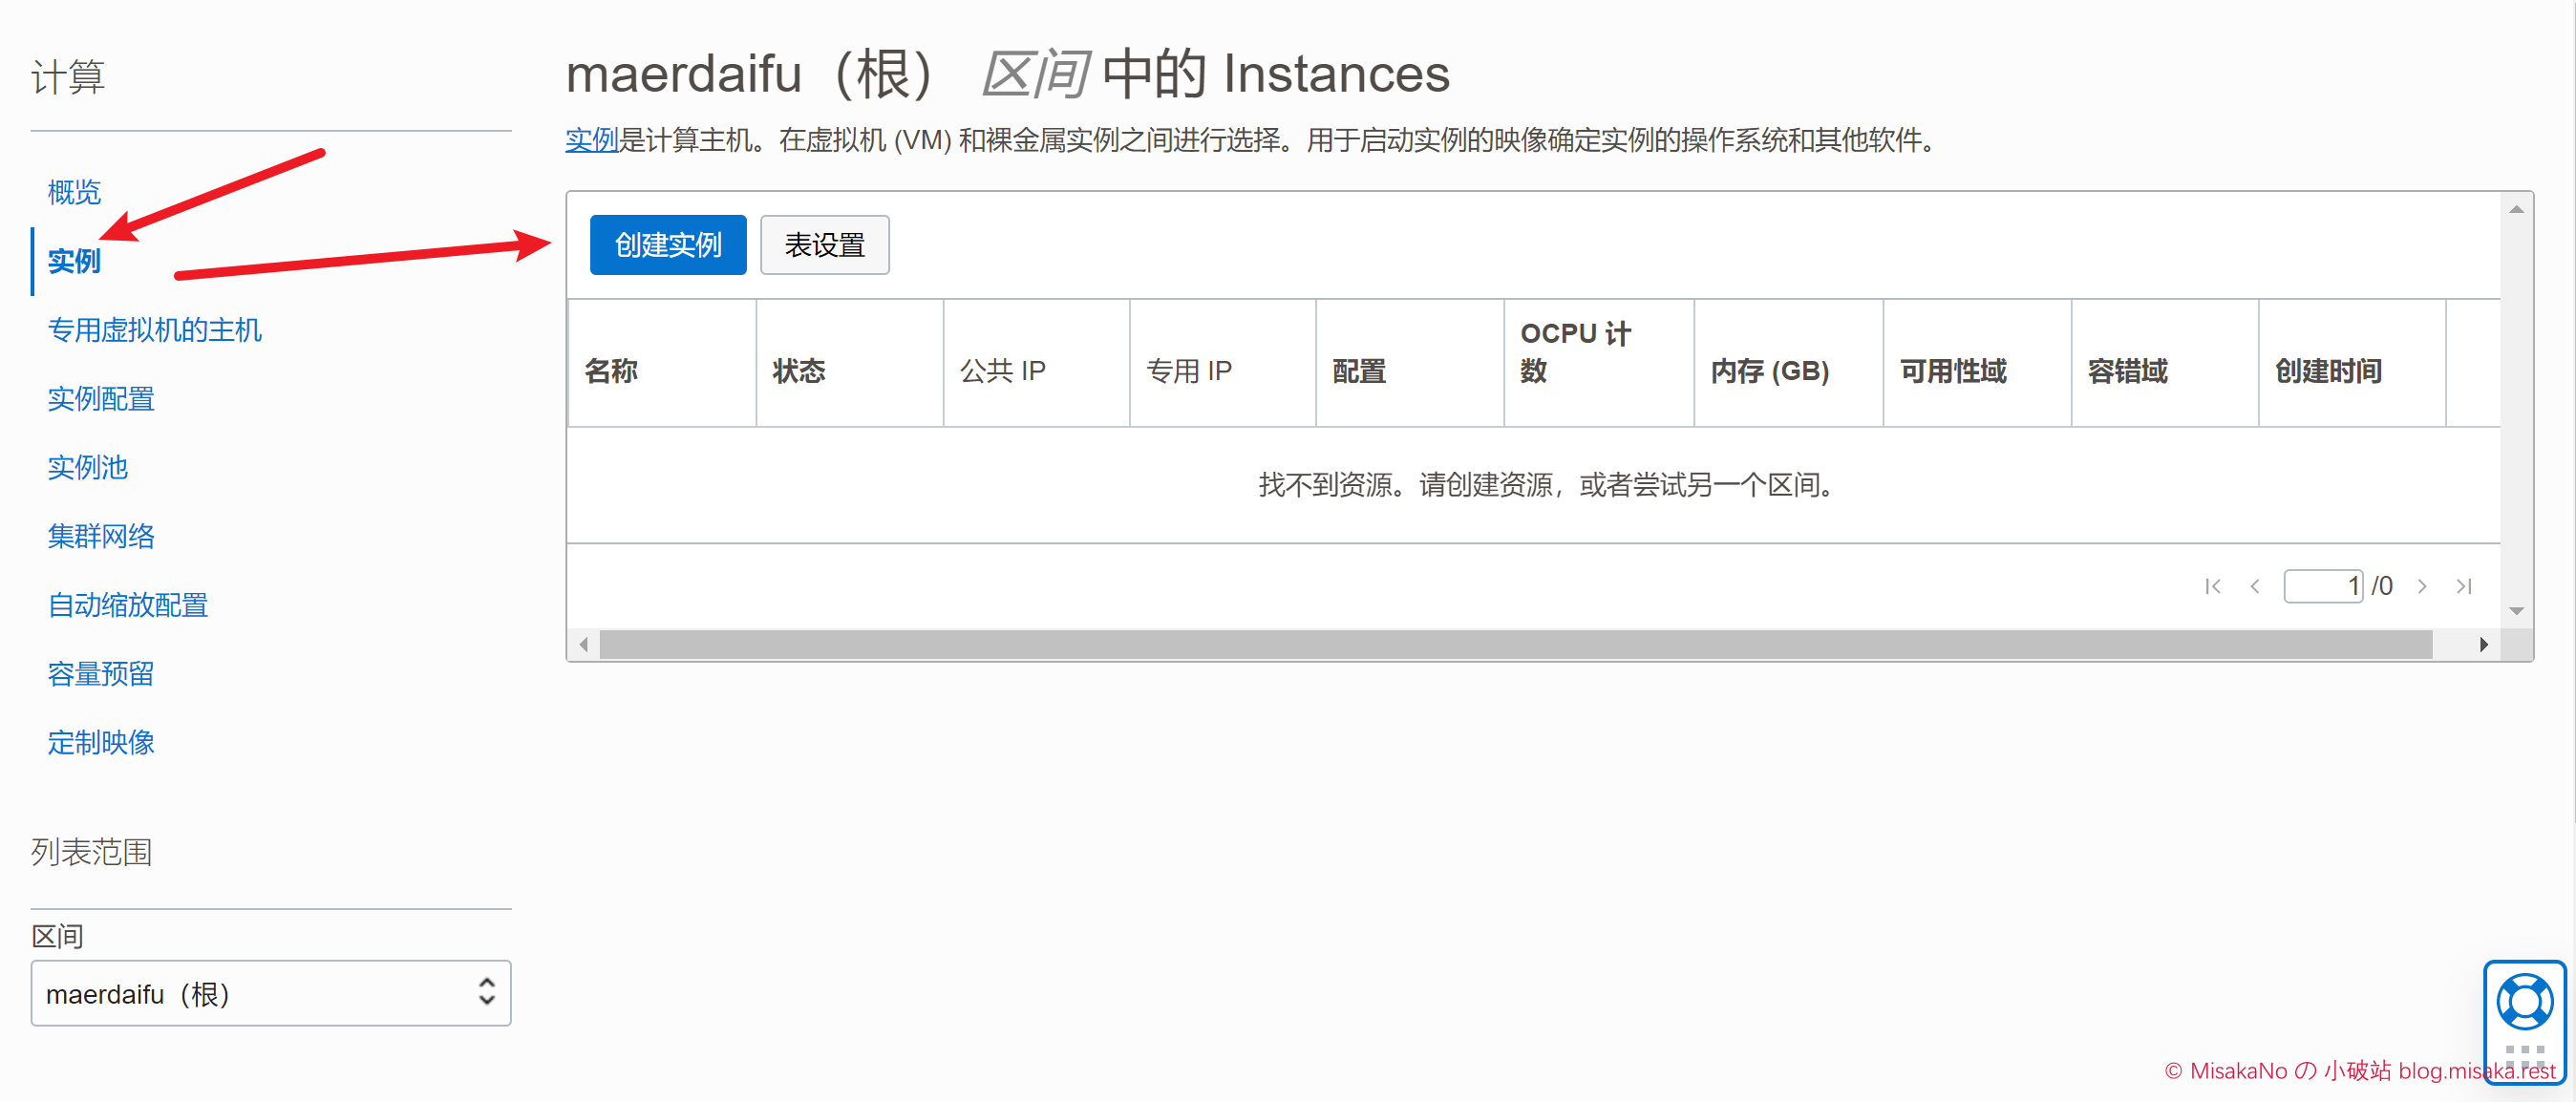 计算
概览
实例
专用虚拟机的主机
实例配置
实例池
集群网络
自动缩放配置
容量预留
定制映像
列表范围
区间
maerdaifu（根）
maerdaifu（根） 区间 中的 Instances
实例是计算主机。在虚拟机 (VM) 和裸金属实例之间进行选择。用于启动实例的映像确定实例的操作系统和其他软件。
创建实例 表设置
名称 状态 公共 IP 专用 IP 配置 OCPU 计数 内存 (GB) 可用性域 容错域 创建时间
找不到资源。请创建资源，或者尝试另一个区间。
1 /0
© MisakaNo の 小破站 blog.misaka.rest